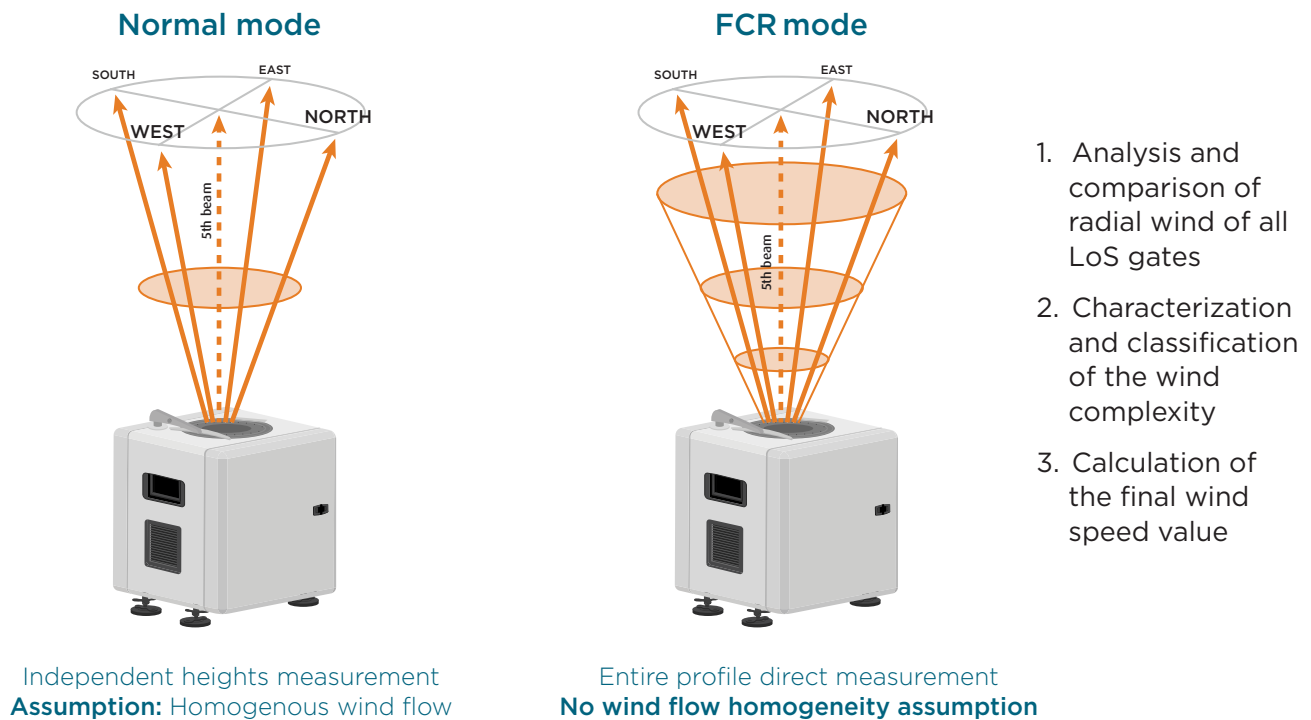 Normal mode
SOUTH
EAST
WEST
NORTH
5th beam
Independent heights measurement
Assumption: Homogenous wind flow
FCR mode
SOUTH
EAST
WEST
NORTH
5th beam
Entire profile direct measurement
No wind flow homogeneity assumption
1. Analysis and
comparison of
radial wind of all
LoS gates
2. Characterization
and classification
of the wind
complexity
3. Calculation of
the final wind
speed value